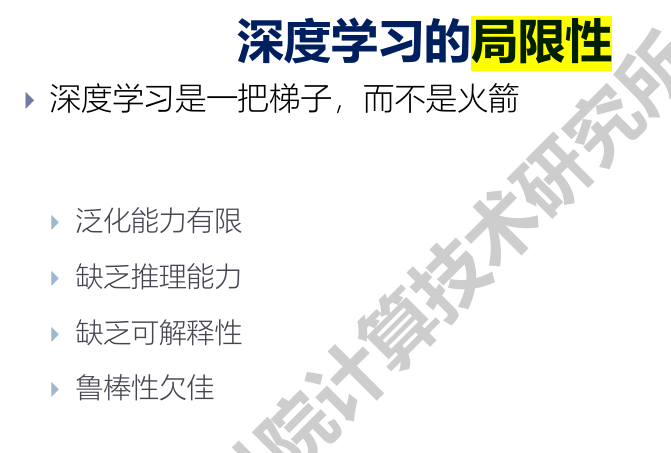 深度学习的局限性
深度学习是一把梯子，而不是火箭
泛化能力有限
缺乏推理能力
缺乏可解释性
鲁棒性欠佳
院计算技术研究所